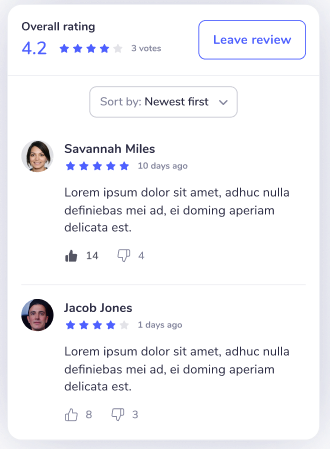 Overall rating
4.2 3 votes
Leave review
Sort by: Newest first
Savannah Miles
10 days ago
Lorem ipsum dolor sit amet, adhuc nulla
definiebas mei ad, ei doming aperiam
delicata est.
14 4
Jacob Jones
1 days ago
Lorem ipsum dolor sit amet, adhuc nulla
definiebas mei ad, ei doming aperiam
delicata est.
8 3